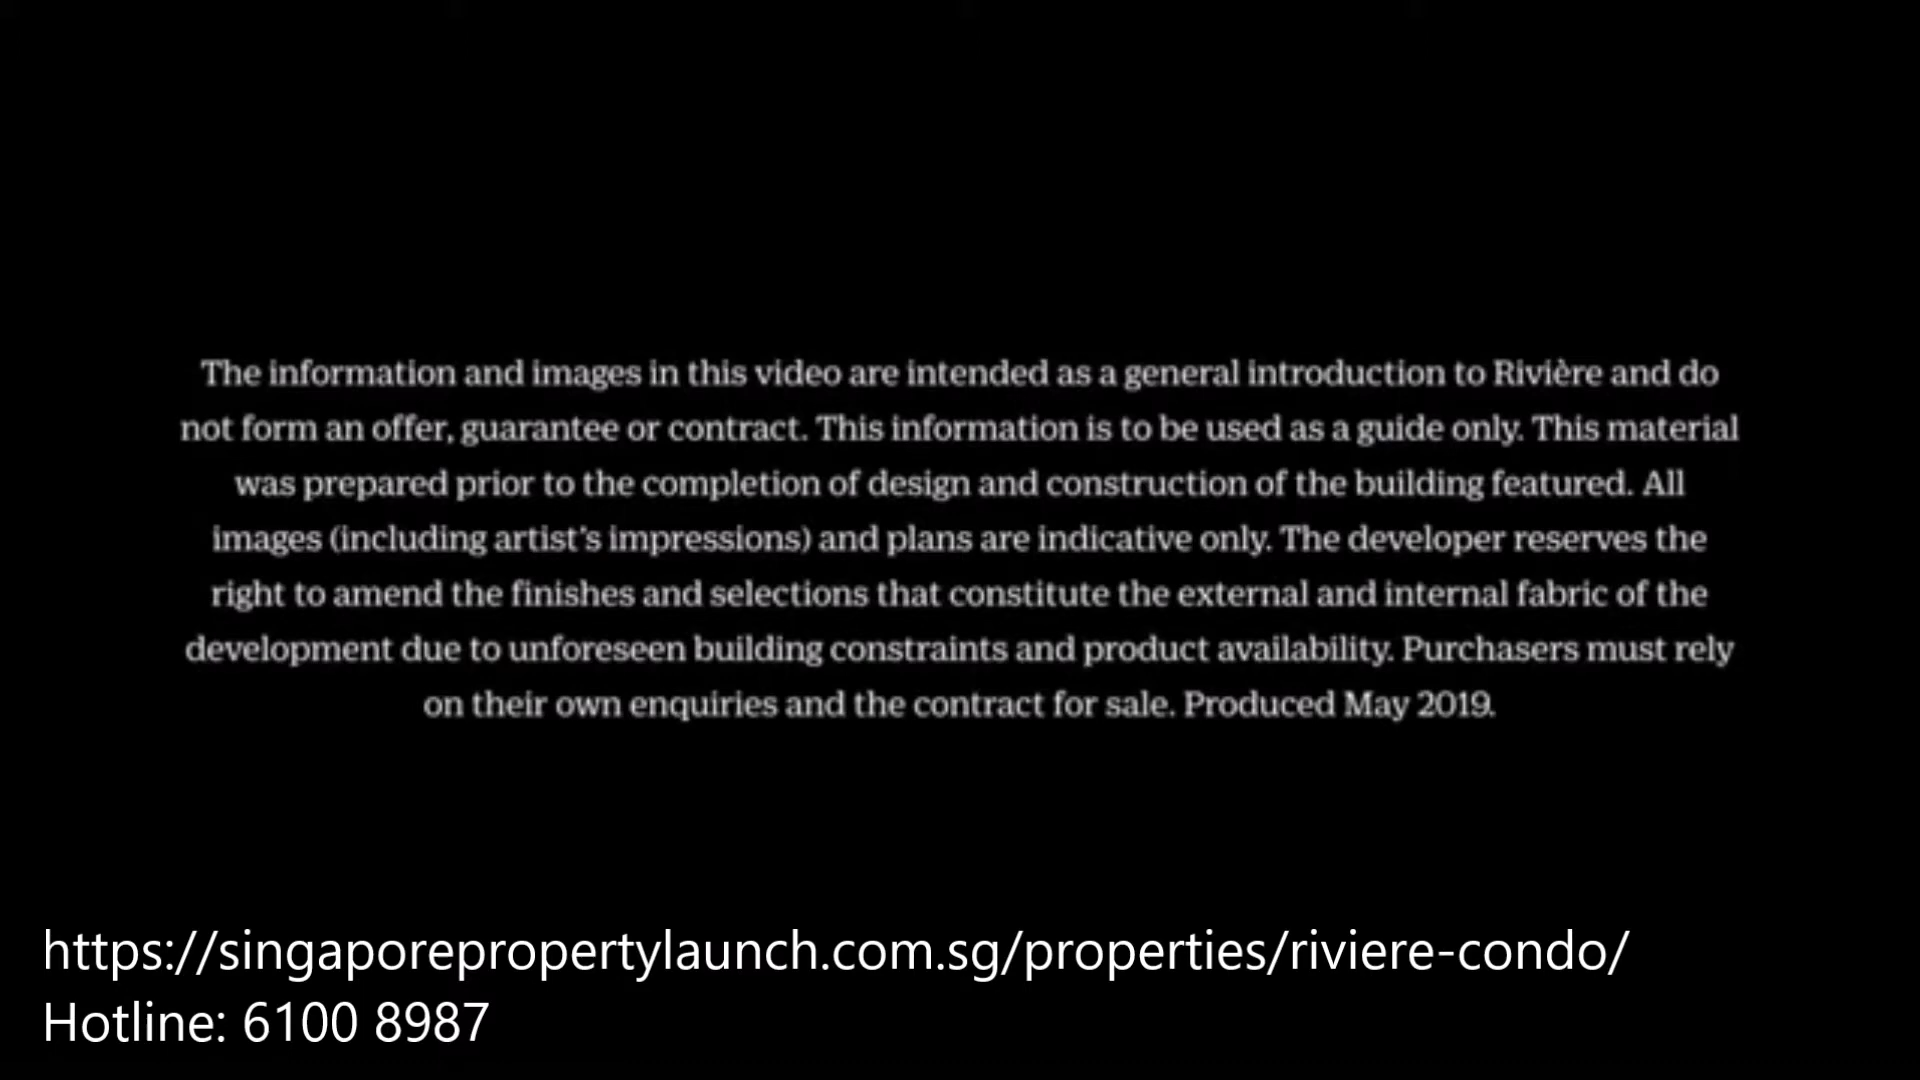 The information and images in this video are intended as a general introduction to Rivière and do
not form an offer, guarantee or contract. This information is to be used as a guide only. This material
was prepared prior to the completion of design and construction of the building featured. All
images (including artist’s impressions) and plans are indicative only. The developer reserves the
right to amend the finishes and selections that constitute the external and internal fabric of the
development due to unforeseen building constraints and product availability. Purchasers must rely
on their own enquiries and the contract for sale. Produced May 2019.
https://singaporepropertylaunch.com.sg/properties/riviere-condo/
Hotline: 6100 8987